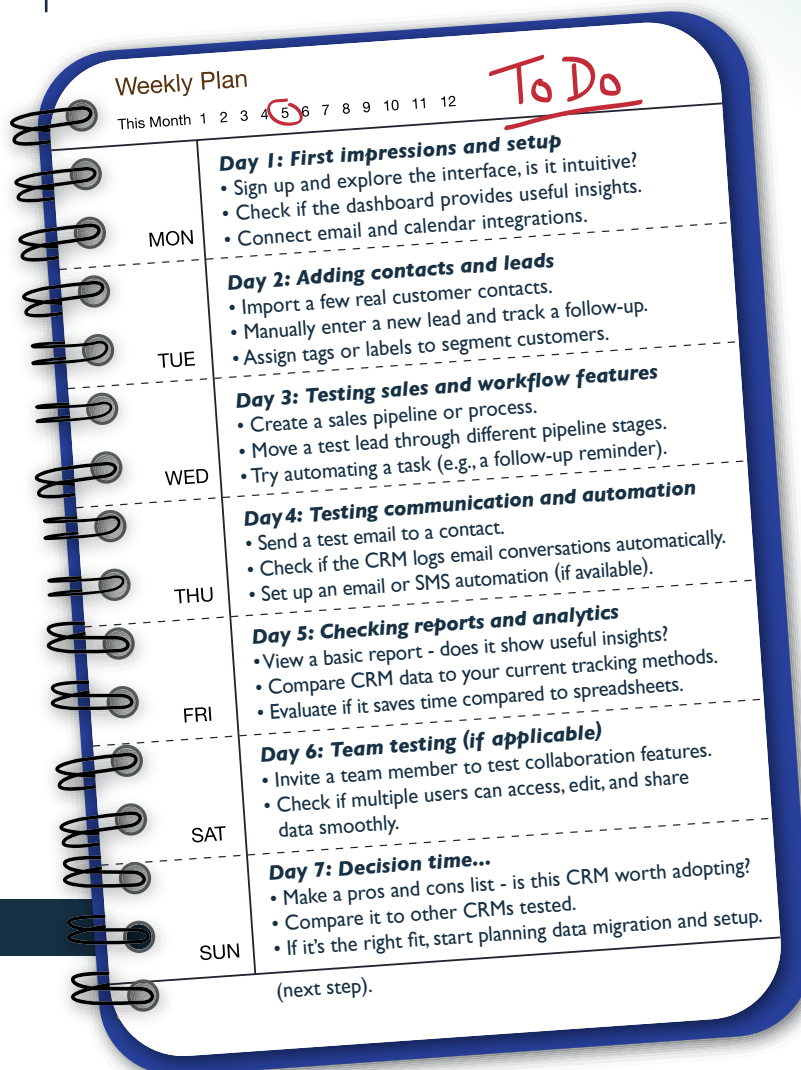 Weekly Plan
To Do
This Month 1 2 3 4 5 6 7 8 9 10 11 12
Day 1: First impressions and setup
• Sign up and explore the interface, is it intuitive?
• Check if the dashboard provides useful insights.
MON
• Connect email and calendar integrations.
Day 2: Adding contacts and leads
• Import a few real customer contacts.
• Manually enter a new lead and track a follow-up.
TUE
• Assign tags or labels to segment customers.
Day 3: Testing sales and workflow features
• Create a sales pipeline or process.
• Move a test lead through different pipeline stages.
WED
• Try automating a task (e.g., a follow-up reminder).
Day4: Testing communication and automation
• Send a test email to a contact.
• Check if the CRM logs email conversations automatically.
THU
• Set up an email or SMS automation (if available).
Day 5: Checking reports and analytics
• View a basic report - does it show useful insights?
• Compare CRM data to your current tracking methods.
FRI
• Evaluate if it saves time compared to spreadsheets.
Day 6: Team testing (if applicable)
• Invite a team member to test collaboration features.
• Check if multiple users can access, edit, and share
SAT
data smoothly.
Day 7: Decision time...
• Make a pros and cons list - is this CRM worth adopting?
• Compare it to other CRMs tested.
SUN
• If it's the right fit, start planning data migration and setup.
(next step).